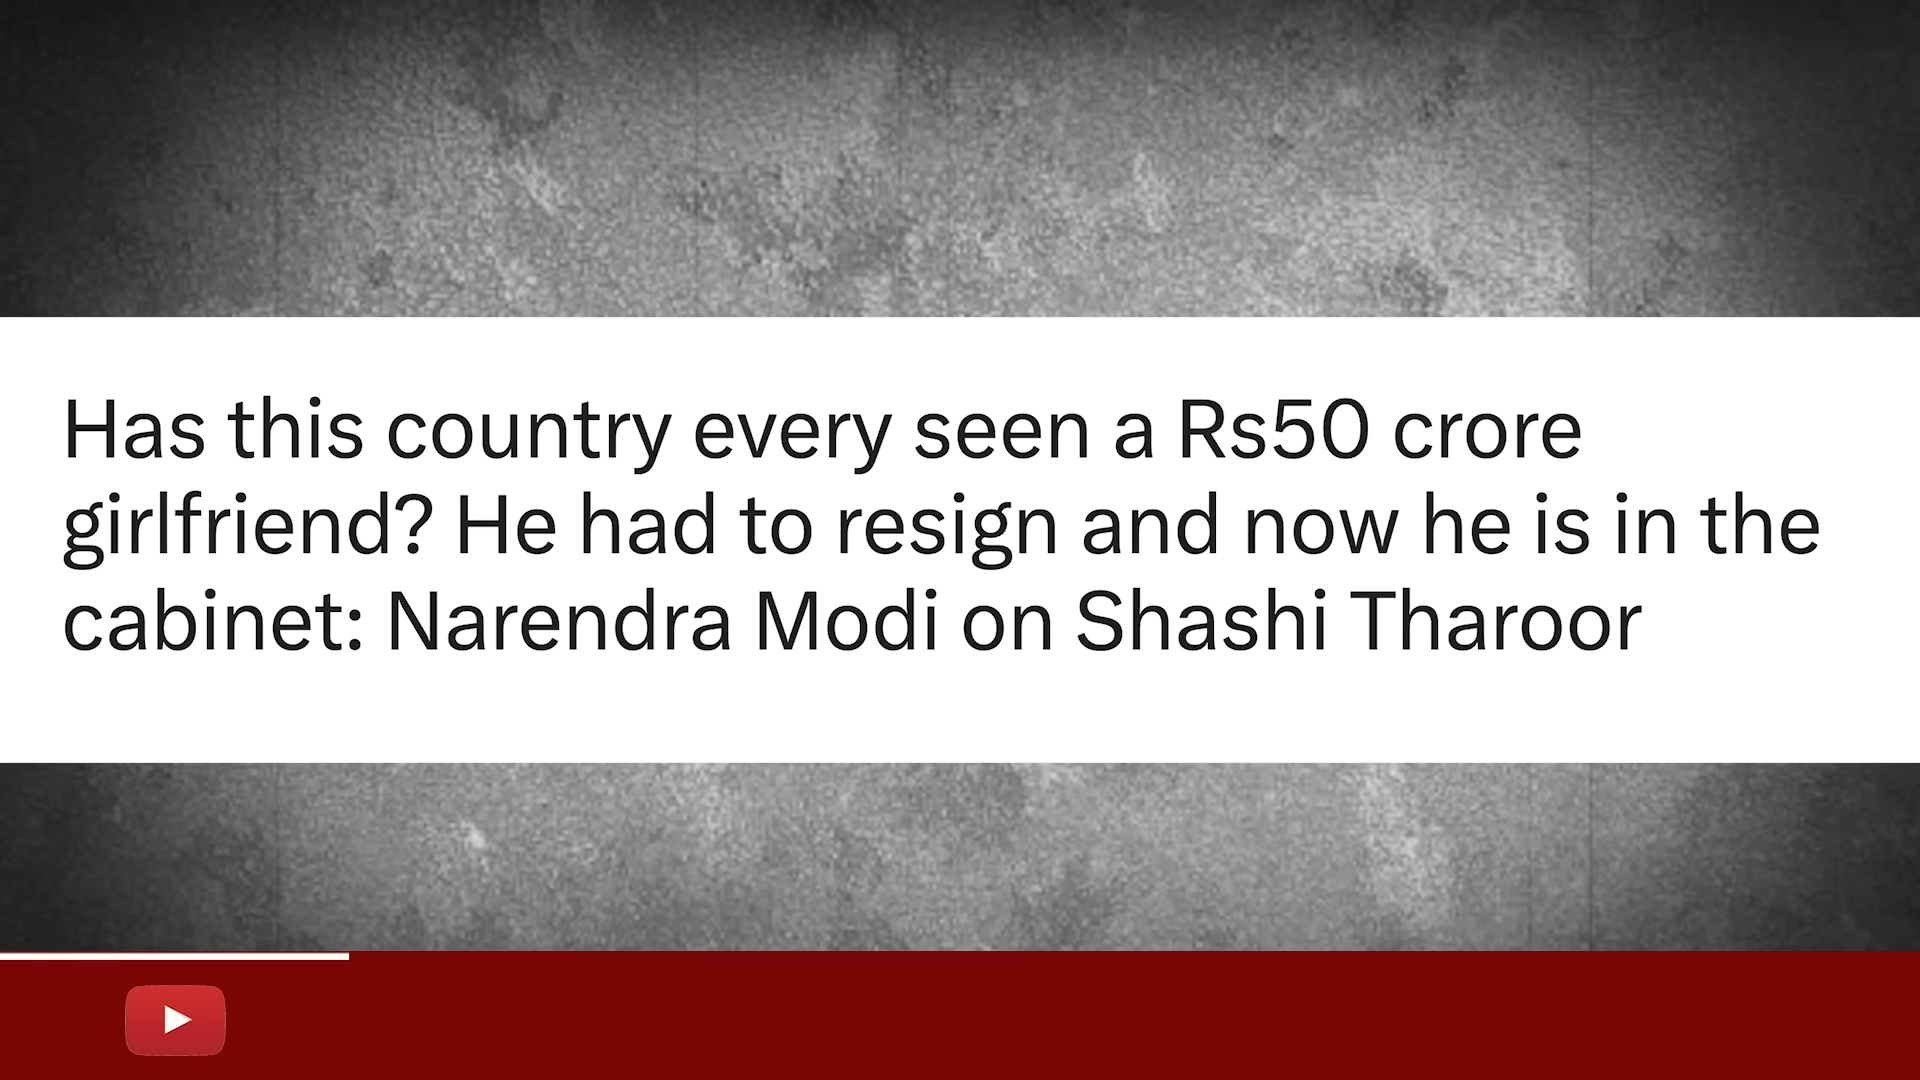 Has this country every seen a Rs50 crore
girlfriend? He had to resign and now he is in the
cabinet: Narendra Modi on Shashi Tharoor